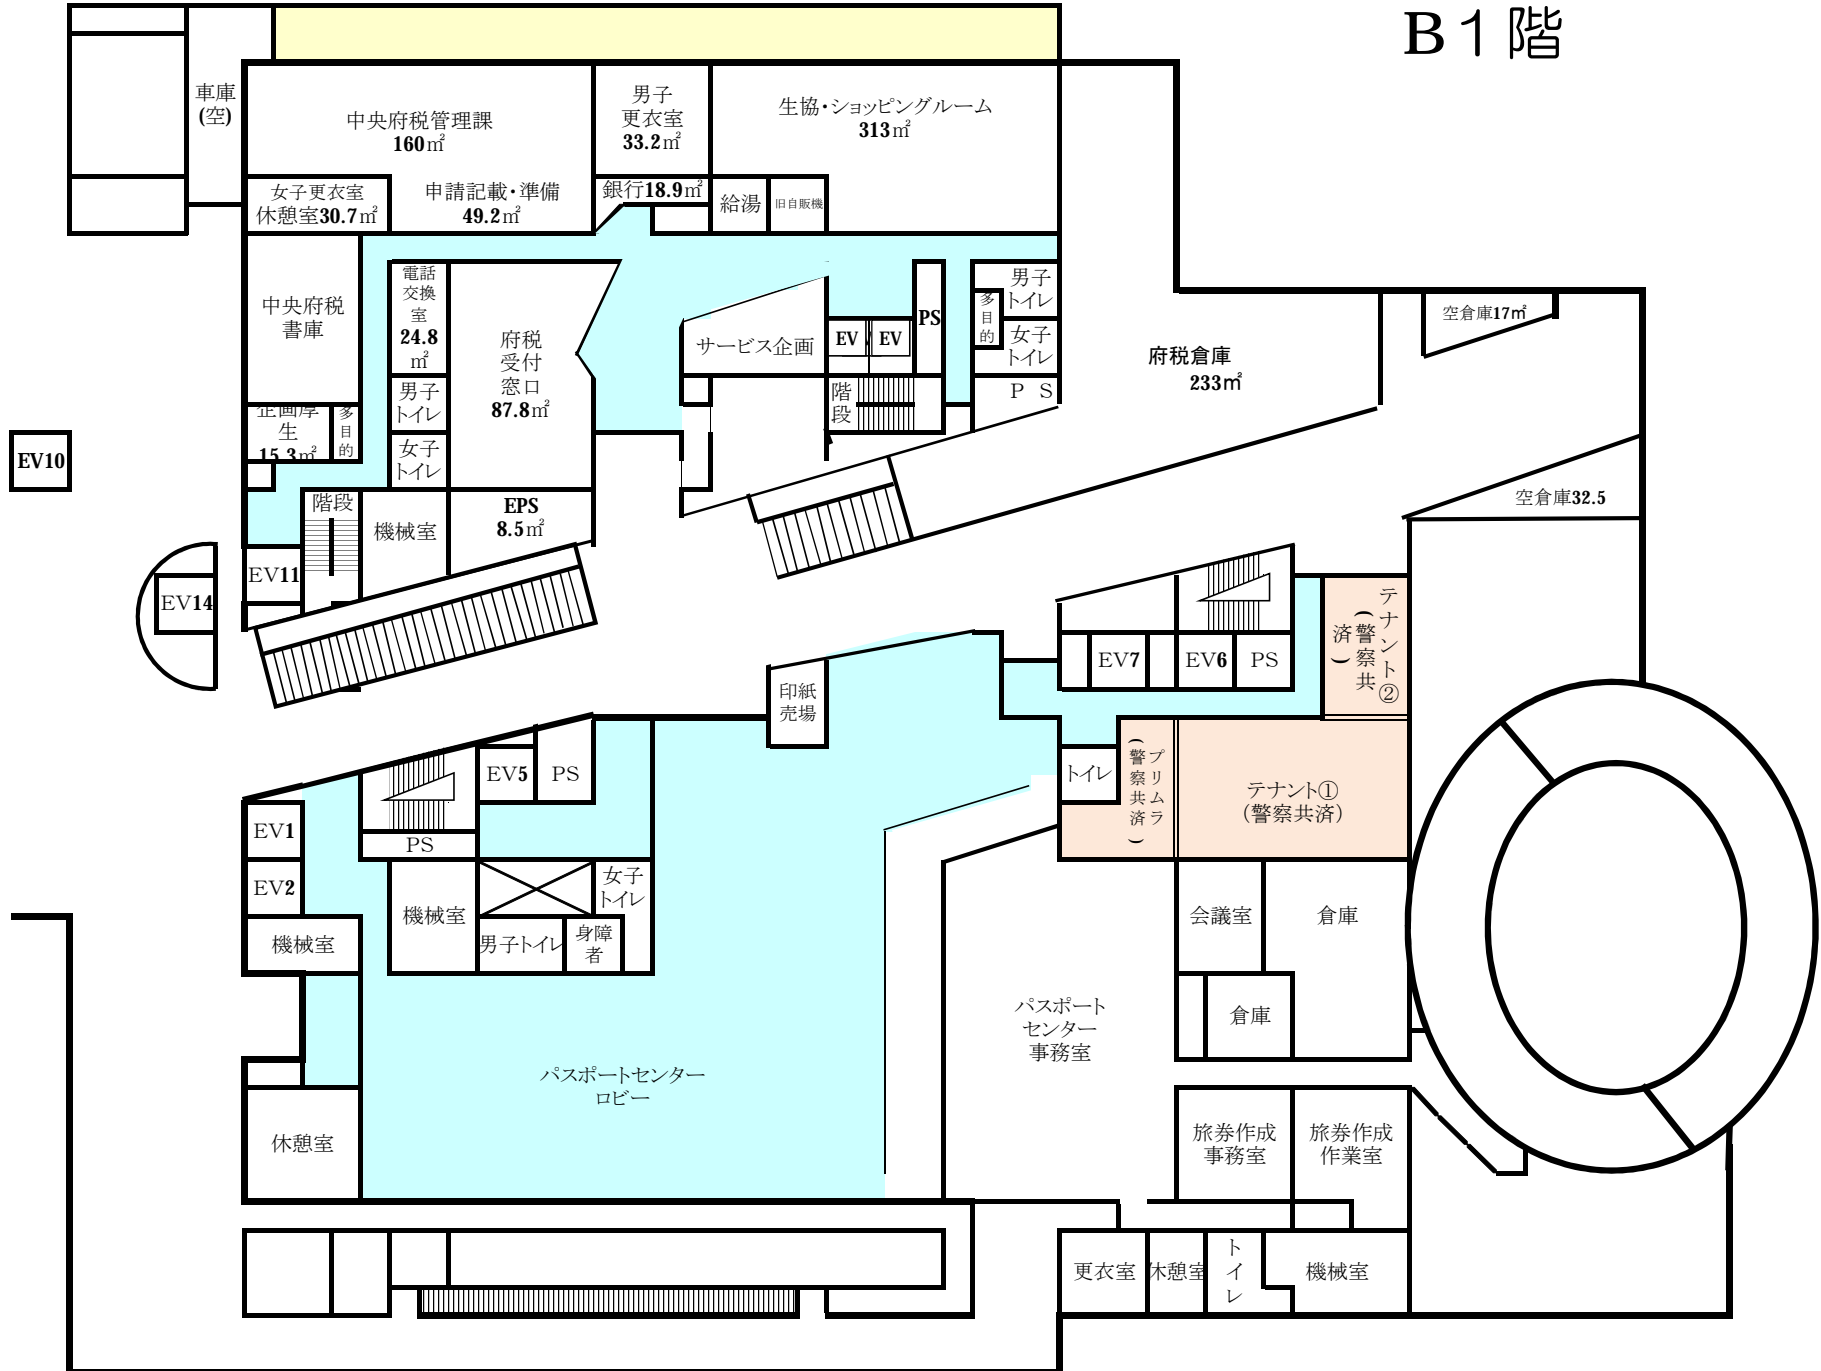 B1階
車庫
(空)
中央府税管理課
160㎡
男子
更衣室
33.2㎡
生協・ショッピングルーム
313㎡
女子更衣室
休憩室30.7㎡
申請記載・準備
49.2㎡
銀行18.9㎡
給湯
旧自販機
中央府税
書庫
電話
交換
室
24.8
㎡
府税
受付
窓口
87.8㎡
サービス企画
EV
EV
PS
男子
トイレ
多目的
女子
トイレ
P S
階段
府税倉庫
233㎡
空倉庫17㎡
男子
トイレ
女子
トイレ
企画厚
生
15.3㎡
多目的
EV10
階段
機械室
EPS
8.5㎡
空倉庫32.5
EV11
EV14
EV7
EV6
PS
テナント②
(警察共済)
印紙
売場
EV5
PS
トイレ
プリムラ
(警察共済)
テナント①
(警察共済)
EV1
PS
EV2
機械室
女子
トイレ
男子トイレ
身障
者
機械室
会議室
倉庫
倉庫
パスポート
センター
事務室
パスポートセンター
ロビー
休憩室
旅券作成
事務室
旅券作成
作業室
更衣室
休憩室
トイレ
機械室